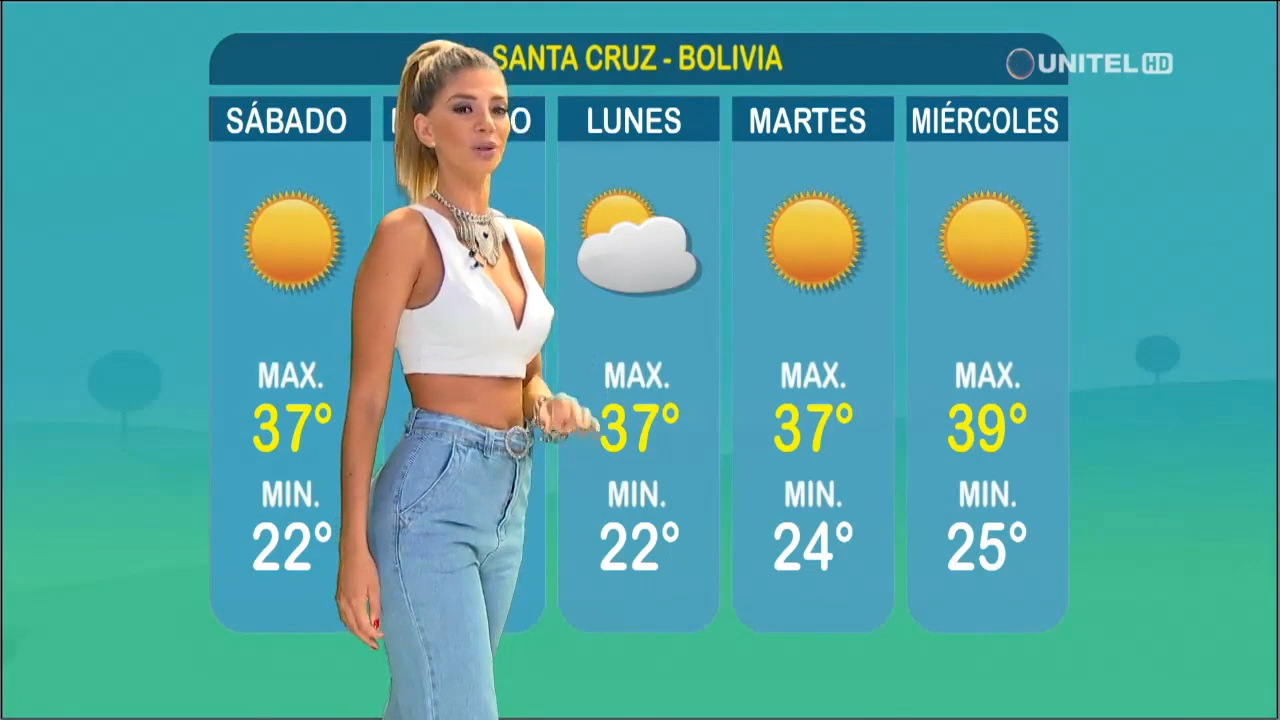 SANTA CRUZ - BOLIVIA
UNITEL HD
SÁBADO
LUNES
MARTES
MIÉRCOLES
MAX.
37°
MIN.
22°
MAX.
37°
MIN.
22°
MAX.
37°
MIN.
24°
MAX.
39°
MIN.
25°